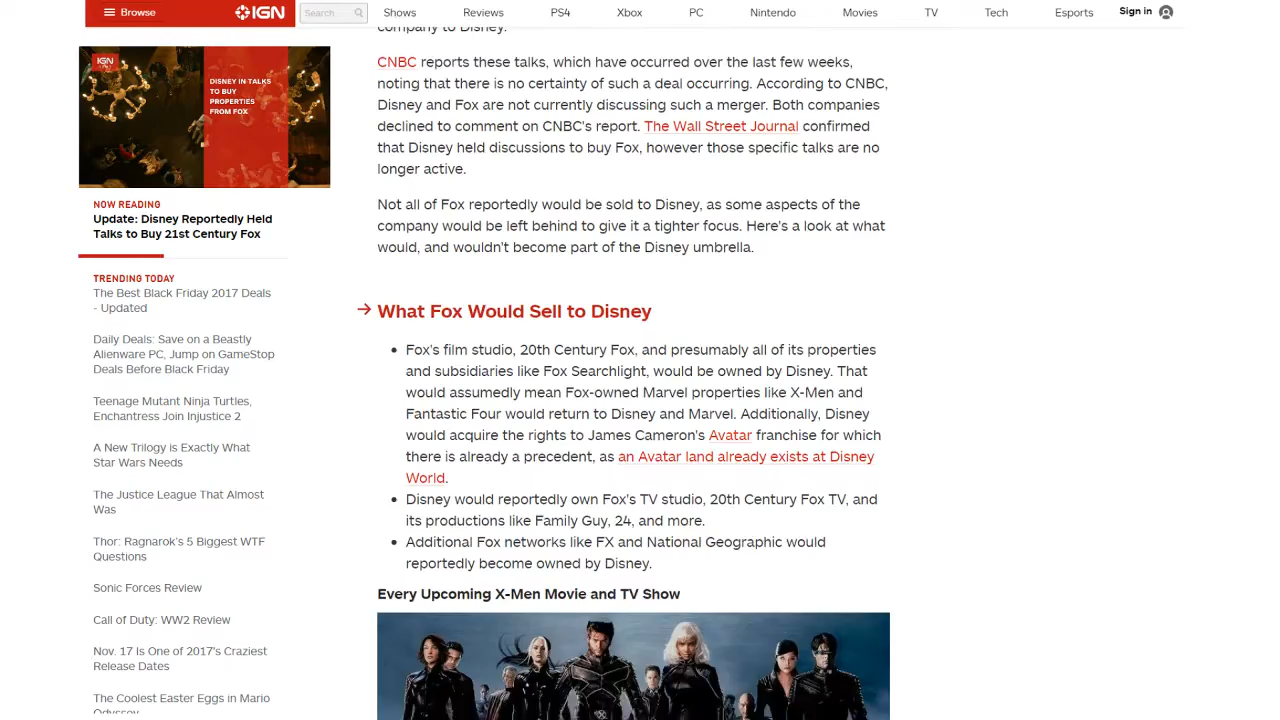 Browse
IGN
Search
Shows
Reviews
PS4
Xbox
PC
Nintendo
Movies
TV
Tech
Esports
Sign in
IGN
DISNEY IN TALKS
TO BUY
PROPERTIES
FROM FOX
NOW READING
Update: Disney Reportedly Held
Talks to Buy 21st Century Fox
TRENDING TODAY
The Best Black Friday 2017 Deals
- Updated
Daily Deals: Save on a Beastly
Alienware PC, Jump on GameStop
Deals Before Black Friday
Teenage Mutant Ninja Turtles,
Enchantress Join Injustice 2
A New Trilogy is Exactly What
Star Wars Needs
The Justice League That Almost
Was
Thor: Ragnarok's 5 Biggest WTF
Questions
Sonic Forces Review
Call of Duty: WW2 Review
Nov. 17 Is One of 2017's Craziest
Release Dates
The Coolest Easter Eggs in Mario
Odyssey
company to Disney.
CNBC reports these talks, which have occurred over the last few weeks,
noting that there is no certainty of such a deal occurring. According to CNBC,
Disney and Fox are not currently discussing such a merger. Both companies
declined to comment on CNBC's report. The Wall Street Journal confirmed
that Disney held discussions to buy Fox, however those specific talks are no
longer active.
Not all of Fox reportedly would be sold to Disney, as some aspects of the
company would be left behind to give it a tighter focus. Here's a look at what
would, and wouldn't become part of the Disney umbrella.
What Fox Would Sell to Disney
Fox's film studio, 20th Century Fox, and presumably all of its properties
and subsidiaries like Fox Searchlight, would be owned by Disney. That
would assumedly mean Fox-owned Marvel properties like X-Men and
Fantastic Four would return to Disney and Marvel. Additionally, Disney
would acquire the rights to James Cameron's Avatar franchise for which
there is already a precedent, as an Avatar land already exists at Disney
World.
Disney would reportedly own Fox's TV studio, 20th Century Fox TV, and
its productions like Family Guy, 24, and more.
Additional Fox networks like FX and National Geographic would
reportedly become owned by Disney.
Every Upcoming X-Men Movie and TV Show